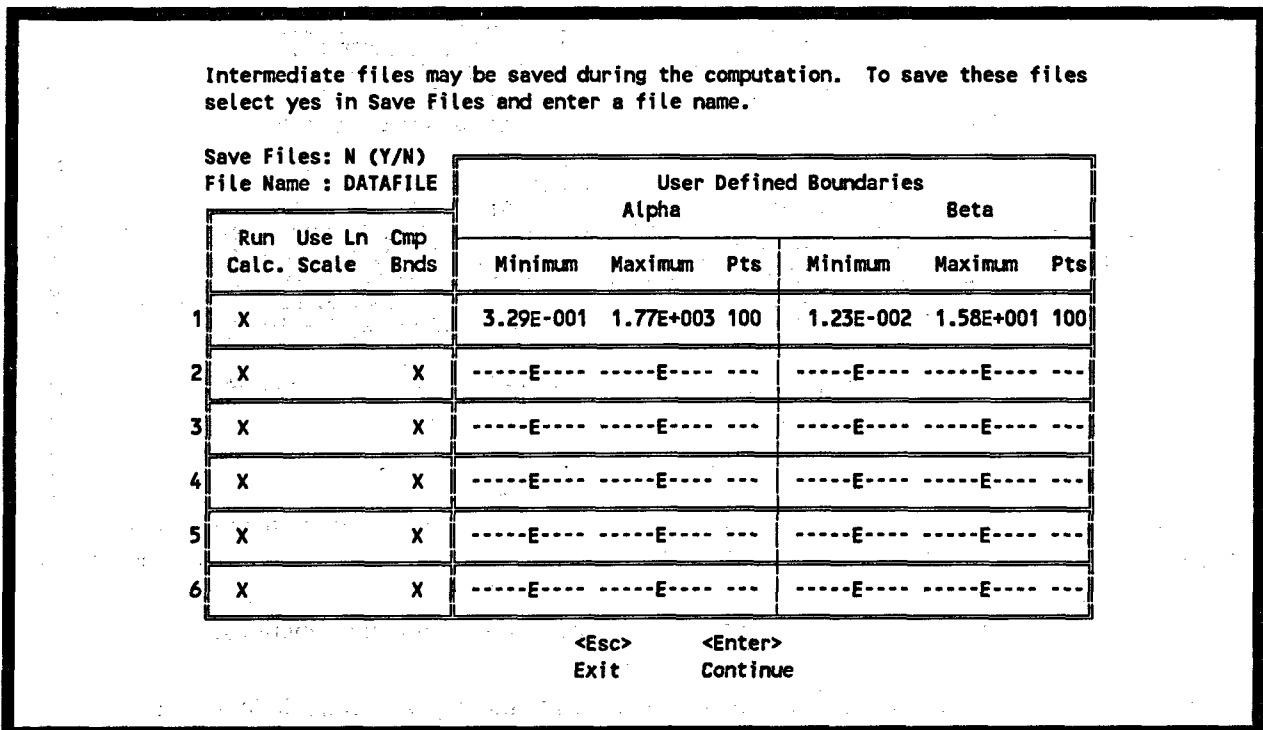 Intermediate files may be saved during the computation. To save these files
select yes in Save Files and enter a file name.
Save Files: N (Y/N)
File Name : DATAFILE
User Defined Boundaries
Alpha Beta
Run Use Ln Cmp
Calc. Scale Bnds Minimum Maximum Pts Minimum Maximum Pts
1 X 3.29E-001 1.77E+003 100 1.23E-002 1.58E+001 100
2 X X -----E---- -----E---- --- -----E---- -----E---- ---
3 X X -----E---- -----E---- --- -----E---- -----E---- ---
4 X X -----E---- -----E---- --- -----E---- -----E---- ---
5 X X -----E---- -----E---- --- -----E---- -----E---- ---
6 X X -----E---- -----E---- --- -----E---- -----E---- ---
<Esc> <Enter>
Exit Continue